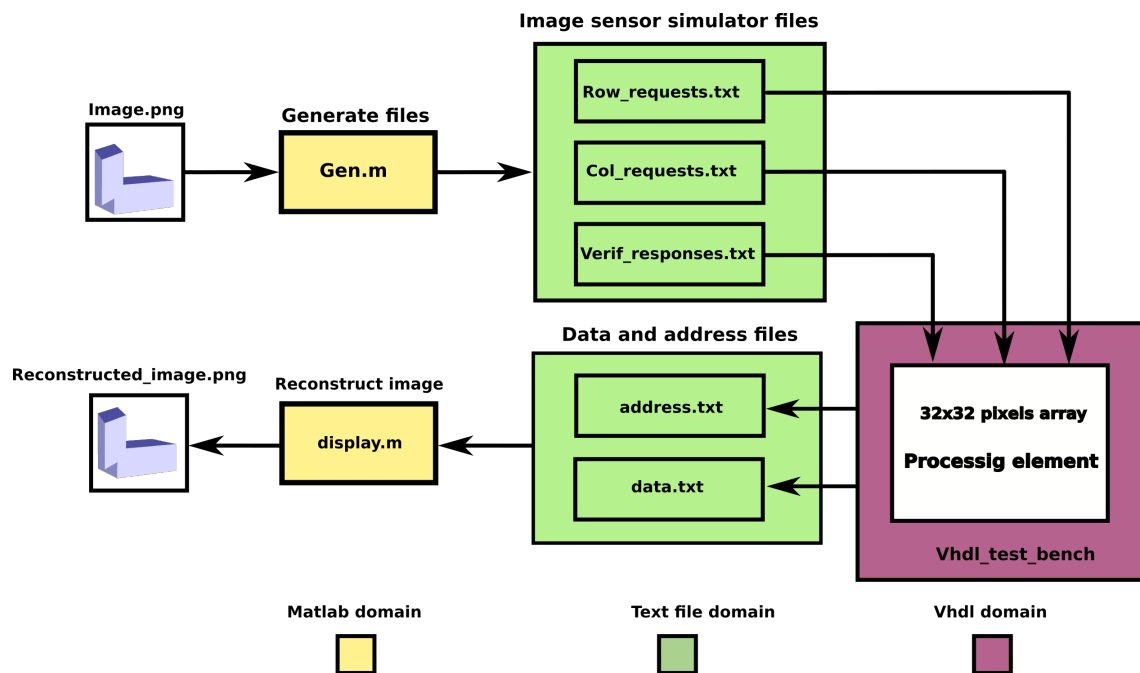 Image sensor simulator files
Image.png
Generate files
Gen.m
Row_requests.txt
Col_requests.txt
Verif_responses.txt
Data and address files
Reconstructed_image.png
Reconstruct image
display.m
address.txt
data.txt
32x32 pixels array
Processig element
Vhdl_test_bench
Matlab domain
Text file domain
Vhdl domain